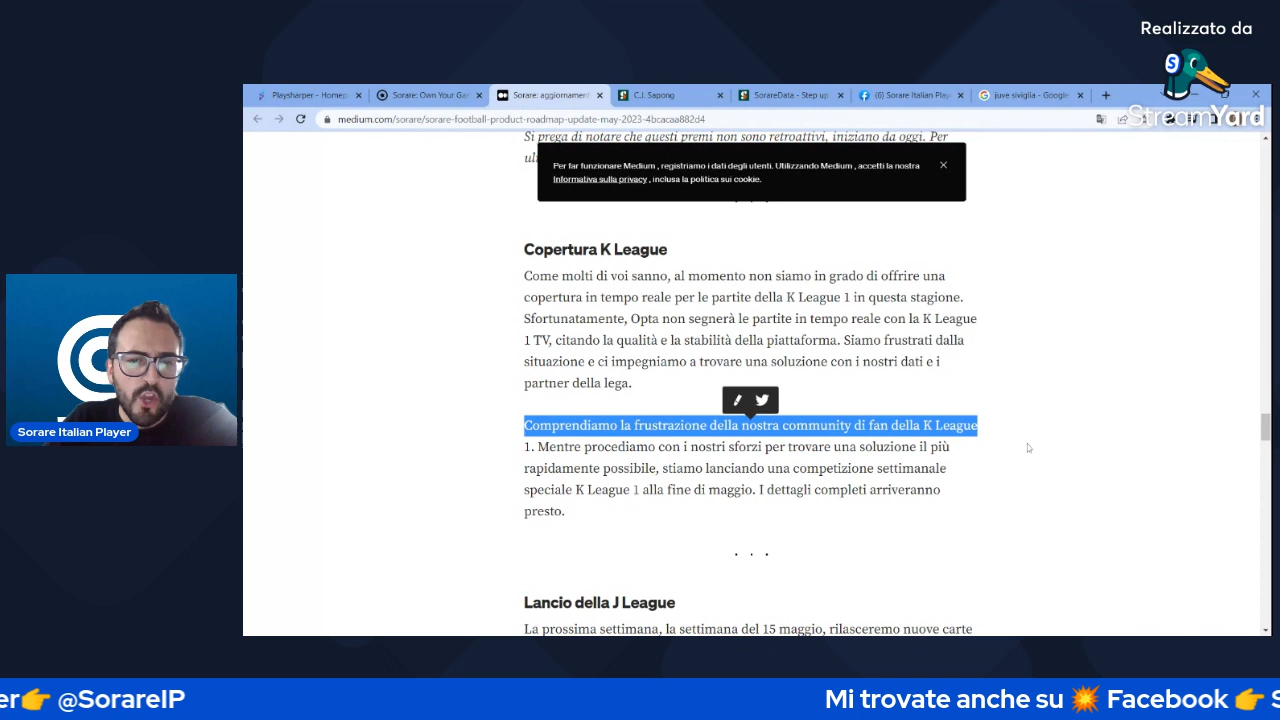 Realizzato da
StreamYard
Playsharper - Homep
Sorare: Own Your Ga
Sorare: aggiornament
C.J. Sapong
SorareData - Step up
(6) Sorare Italian Play
juve siviglia - Google
medium.com/sorare/sorare-football-product-roadmap-update-may-2023-4bcacaa882d4
Si prega di notare che questi premi non sono retroattivi, iniziano da oggi. Per
Per far funzionare Medium , registriamo i dati degli utenti. Utilizzando Medium , accetti la nostra
Informativa sulla privacy , inclusa la politica sui cookie.
Copertura K League
Come molti di voi sanno, al momento non siamo in grado di offrire una
copertura in tempo reale per le partite della K League 1 in questa stagione.
Sfortunatamente, Opta non segnerà le partite in tempo reale con la K League
1 TV, citando la qualità e la stabilità della piattaforma. Siamo frustrati dalla
situazione e ci impegniamo a trovare una soluzione con i nostri dati e i
partner della lega.
Comprendiamo la frustrazione della nostra community di fan della K League
1. Mentre procediamo con i nostri sforzi per trovare una soluzione il più
rapidamente possibile, stiamo lanciando una competizione settimanale
speciale K League 1 alla fine di maggio. I dettagli completi arriveranno
presto.
. . .
Lancio della J League
La prossima settimana, la settimana del 15 maggio, rilasceremo nuove carte
Sorare Italian Player
er👉 @SorareIP
Mi trovate anche su 💥 Facebook 👉 S